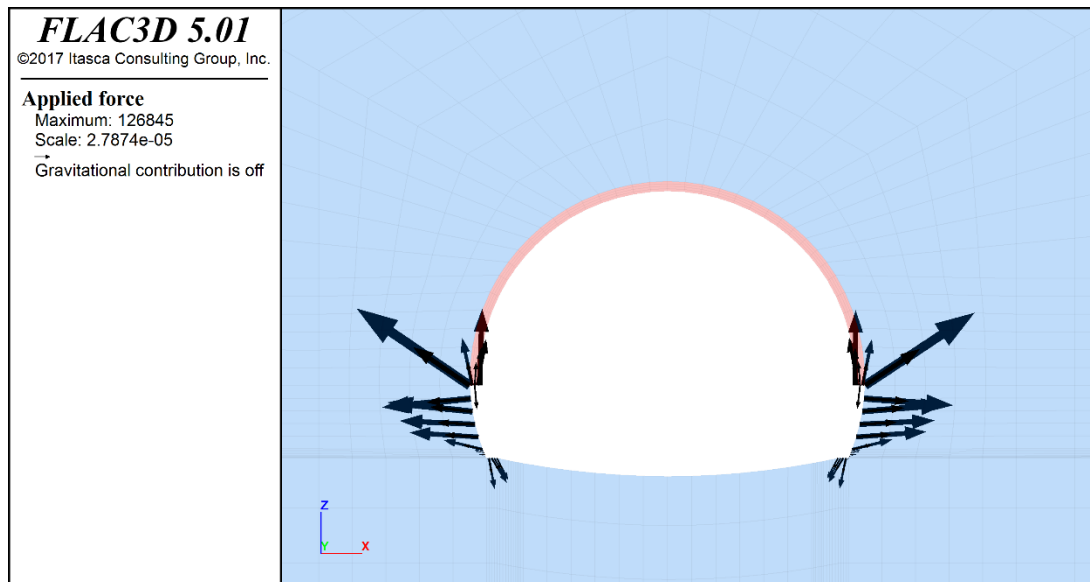 FLAC3D 5.01
©2017 Itasca Consulting Group, Inc.
Applied force
Maximum: 126845
Scale: 2.7874e-05
Gravitational contribution is off
Z
Y
X